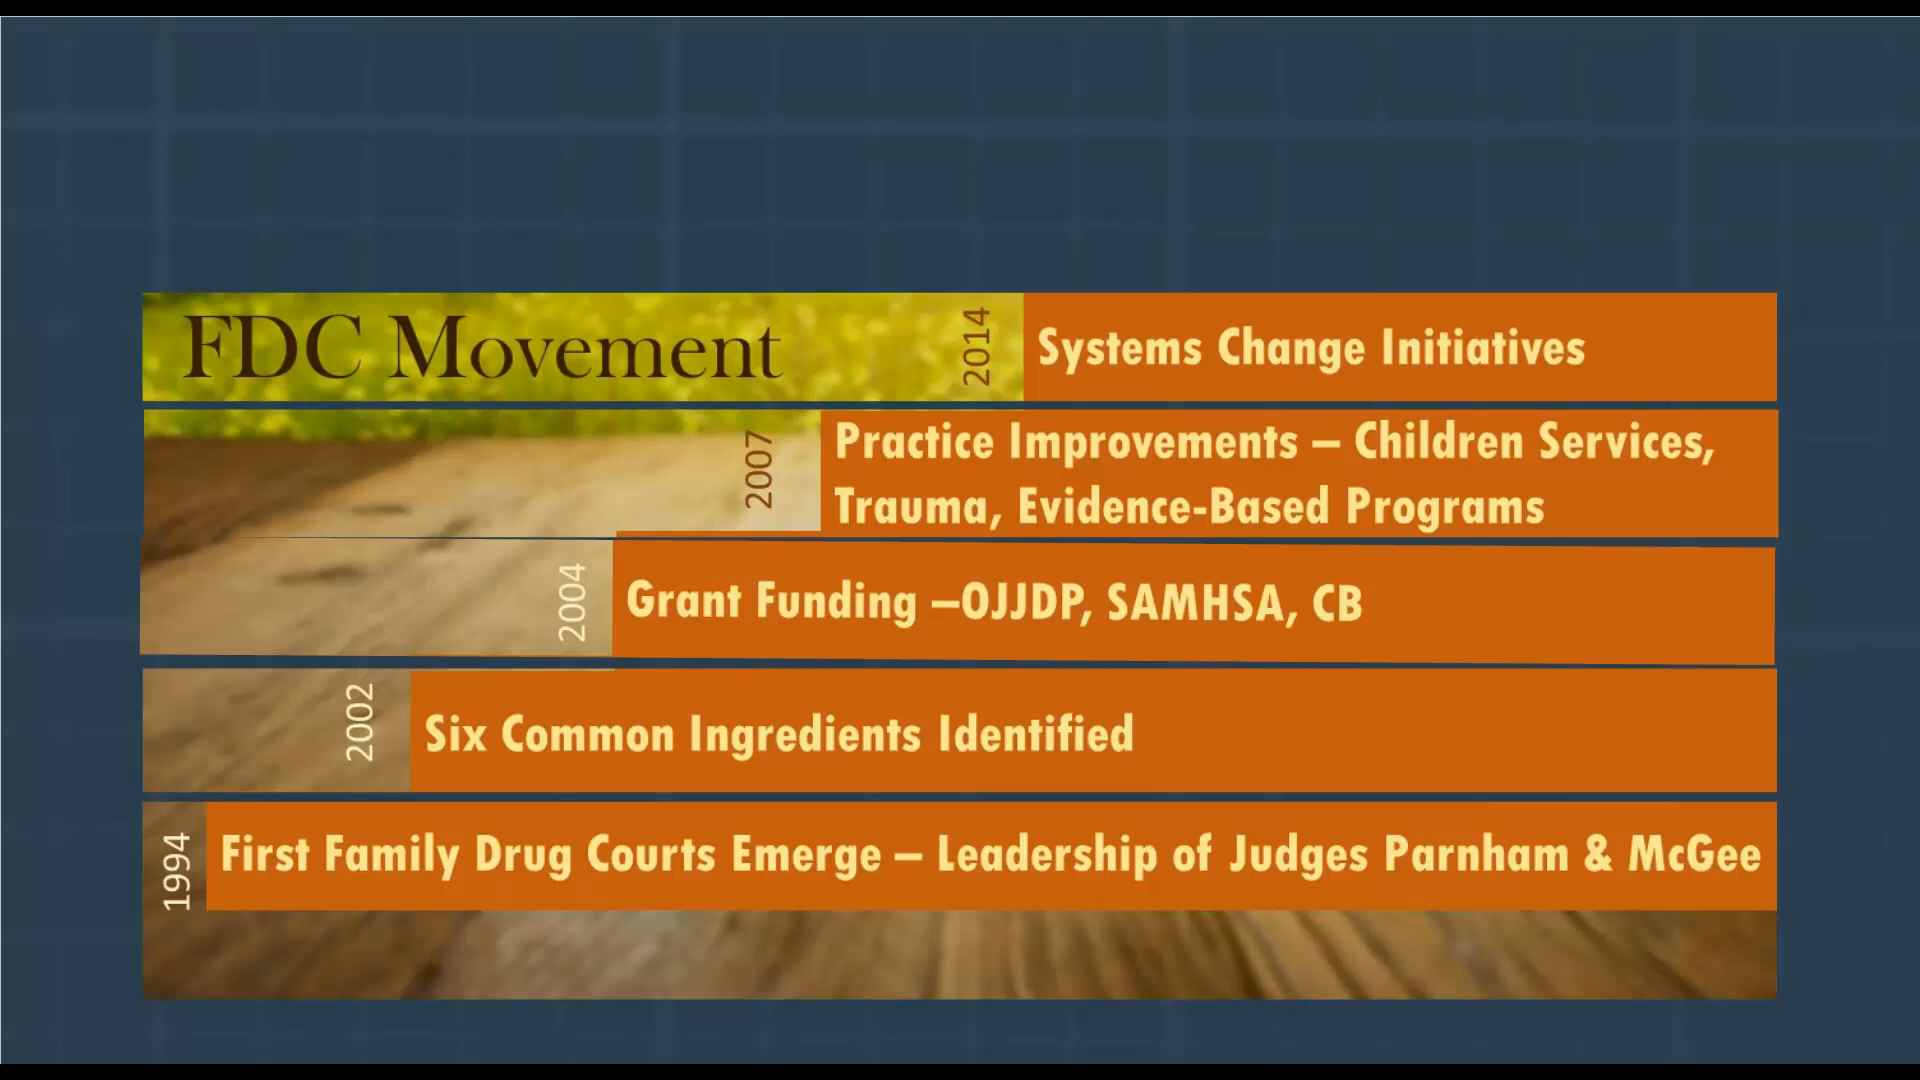 FDC Movement
2014
Systems Change Initiatives
2007
Practice Improvements – Children Services,
Trauma, Evidence-Based Programs
2004
Grant Funding –OJJDP, SAMHSA, CB
2002
Six Common Ingredients Identified
1994
First Family Drug Courts Emerge – Leadership of Judges Parnham & McGee